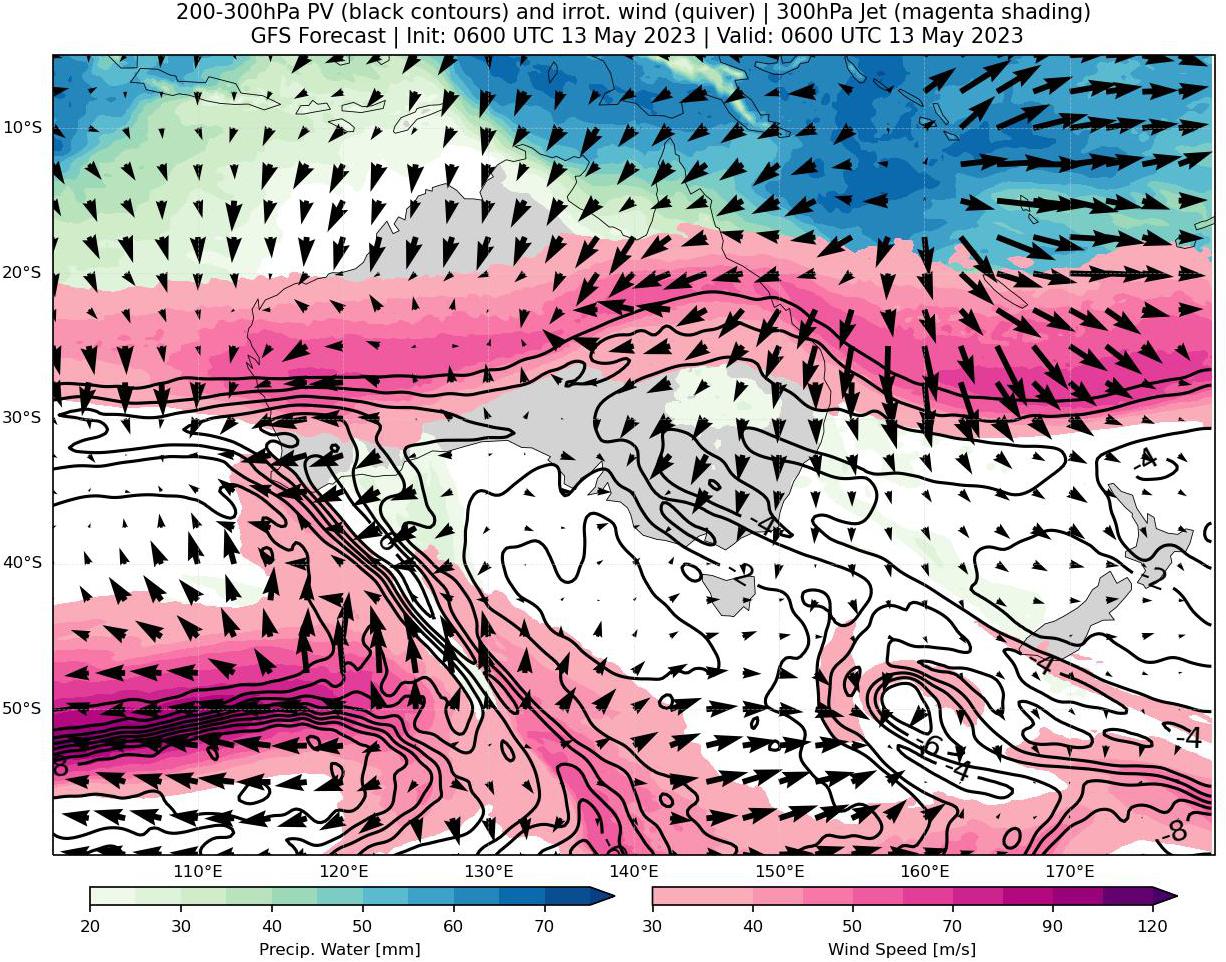 200-300hPa PV (black contours) and irrot. wind (quiver) | 300hPa Jet (magenta shading)
GFS Forecast | Init: 0600 UTC 13 May 2023 | Valid: 0600 UTC 13 May 2023
10°S
20°S
30°S
-4
-4
40°S
-2
-2
-4
50°S
-4
-6
-4
8
-8
110°E 120°E 130°E 140°E 150°E 160°E 170°E
20 30 40 50 60 70 30 40 50 70 90 120
Precip. Water [mm] Wind Speed [m/s]